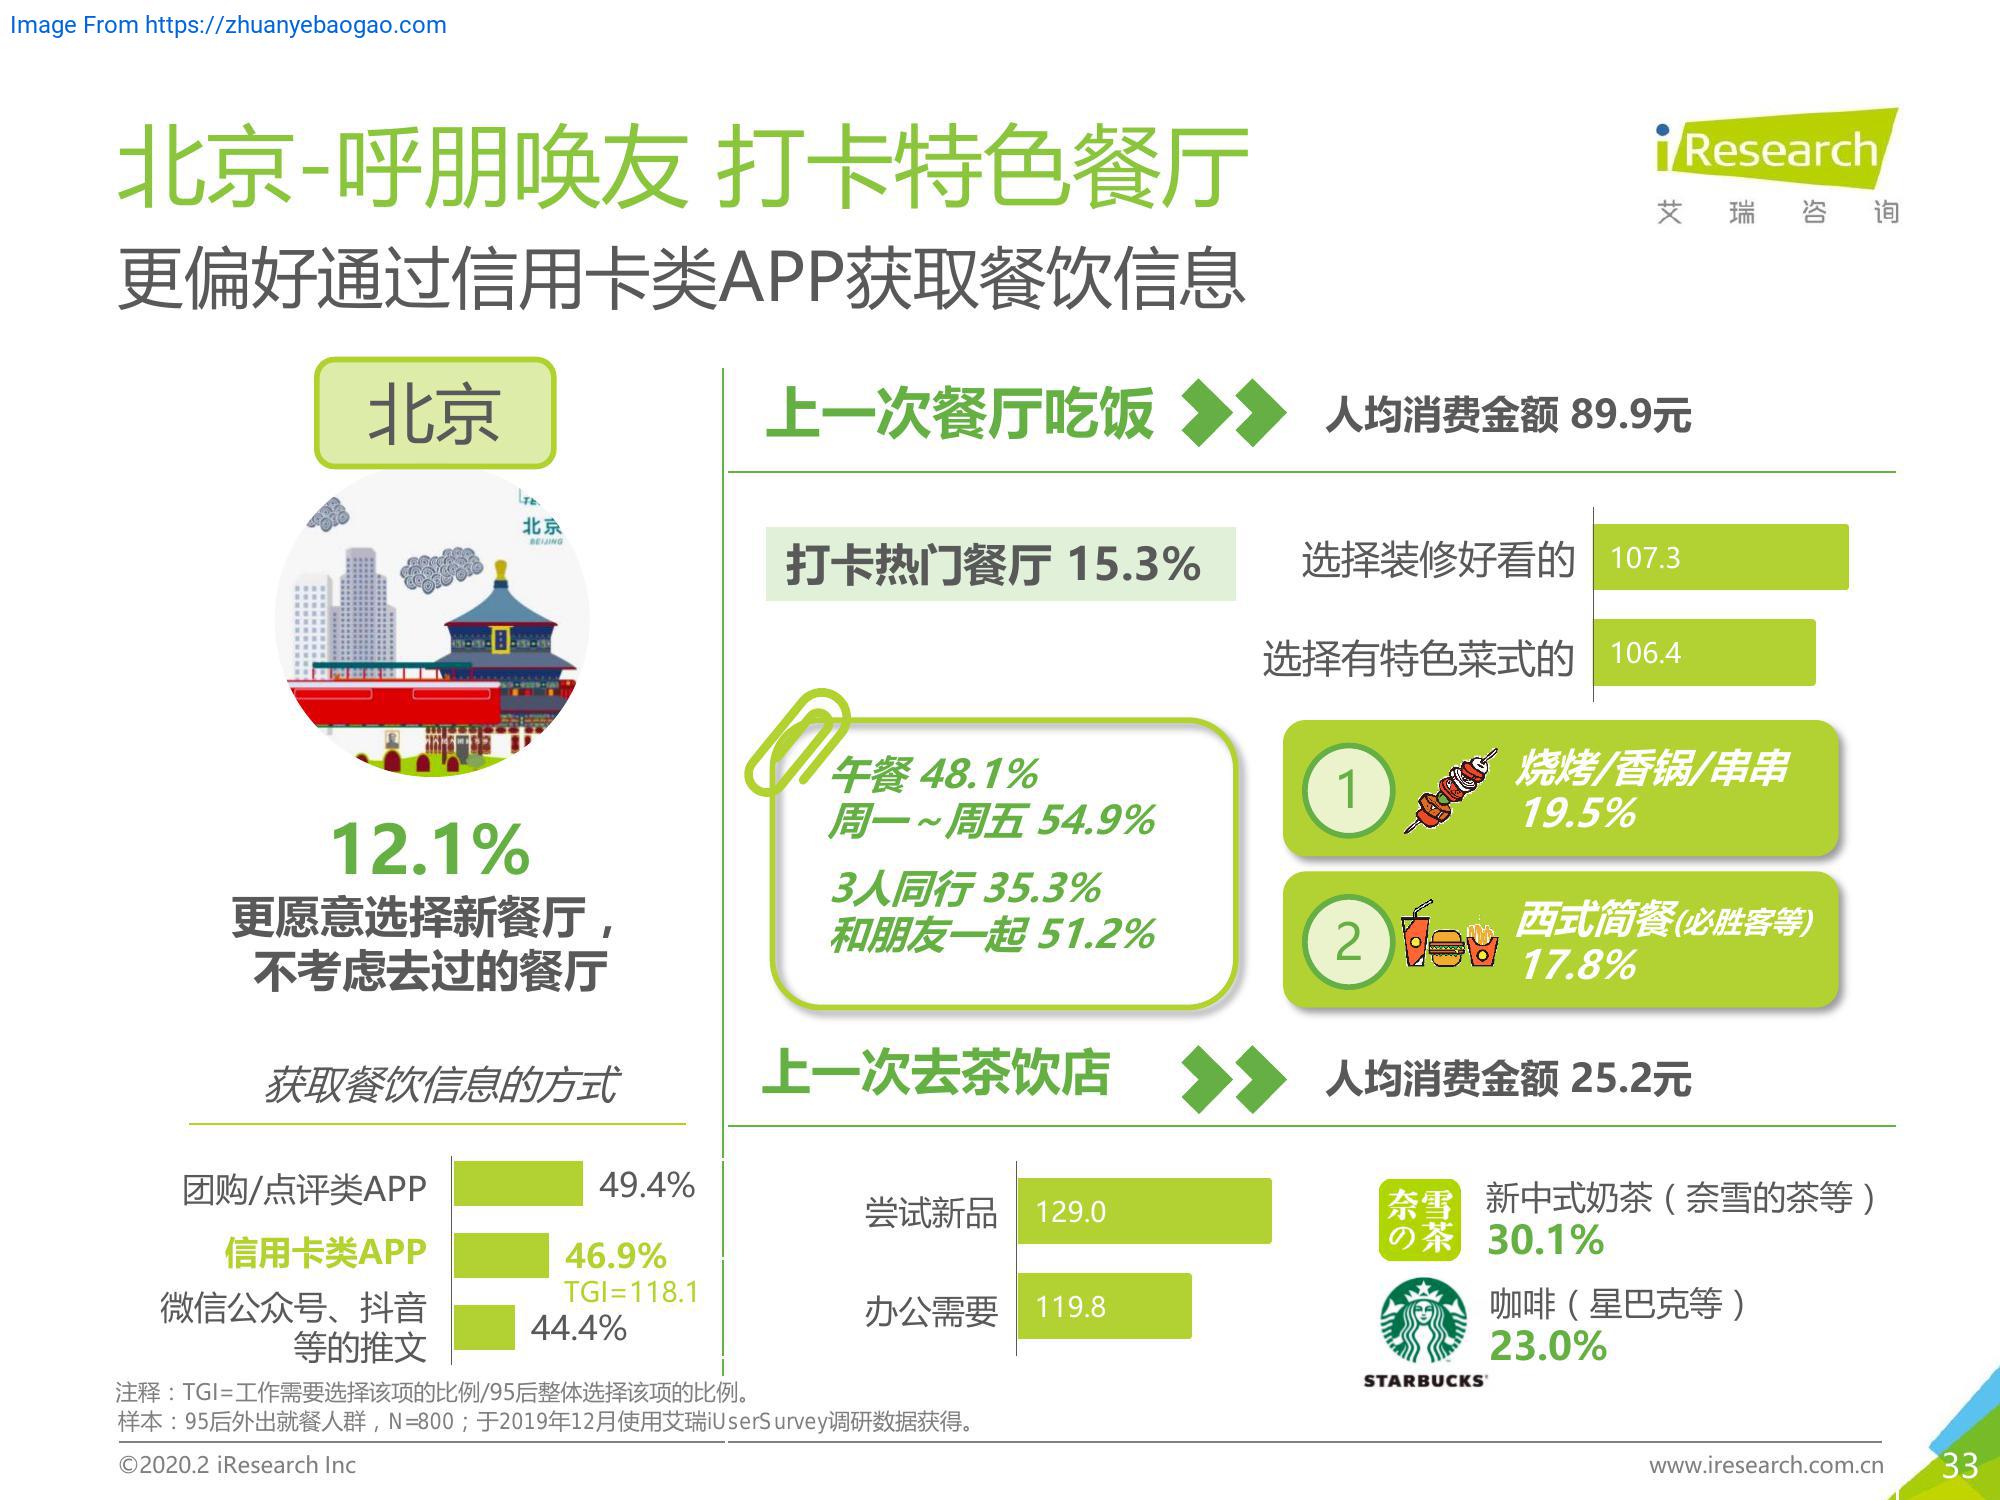 Image From https://zhuanyebaogao.com
北京-呼朋唤友 打卡特色餐厅
iResearch
艾瑞咨询
更偏好通过信用卡类APP获取餐饮信息
北京
北京
BEIJING
12.1%
更愿意选择新餐厅，
不考虑去过的餐厅
获取餐饮信息的方式
团购/点评类APP 49.4%
信用卡类APP 46.9%
TGI=118.1
微信公众号、抖音
等的推文 44.4%
上一次餐厅吃饭 人均消费金额 89.9元
打卡热门餐厅 15.3%
选择装修好看的 107.3
选择有特色菜式的 106.4
午餐 48.1%
周一~周五 54.9%
3人同行 35.3%
和朋友一起 51.2%
1 烧烤/香锅/串串
19.5%
2 西式简餐(必胜客等)
17.8%
上一次去茶饮店 人均消费金额 25.2元
尝试新品 129.0
办公需要 119.8
奈雪
の茶
新中式奶茶（奈雪的茶等）
30.1%
咖啡（星巴克等）
23.0%
STARBUCKS
注释：TGI=工作需要选择该项的比例/95后整体选择该项的比例。
样本：95后外出就餐人群，N=800；于2019年12月使用艾瑞iUserSurvey调研数据获得。
©2020.2 iResearch Inc www.iresearch.com.cn 33